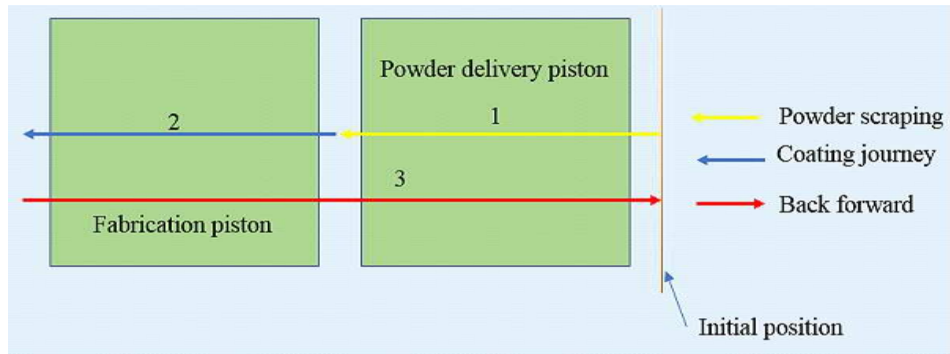 Powder delivery piston
1
2
3
Fabrication piston
Powder scraping
Coating journey
Back forward
Initial position